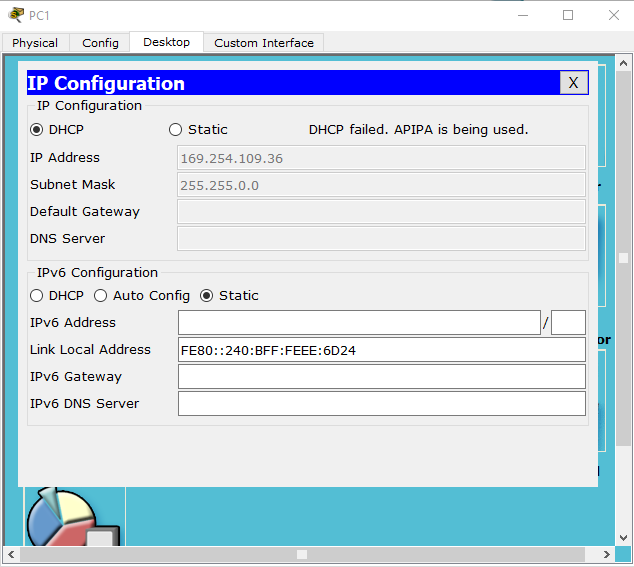 PC1
Physical Config Desktop Custom Interface
IP Configuration X
IP Configuration
DHCP Static DHCP failed. APIPA is being used.
IP Address 169.254.109.36
Subnet Mask 255.255.0.0
Default Gateway
DNS Server
IPv6 Configuration
DHCP Auto Config Static
IPv6 Address /
Link Local Address FE80::240:BFF:FEEE:6D24
IPv6 Gateway
IPv6 DNS Server
or